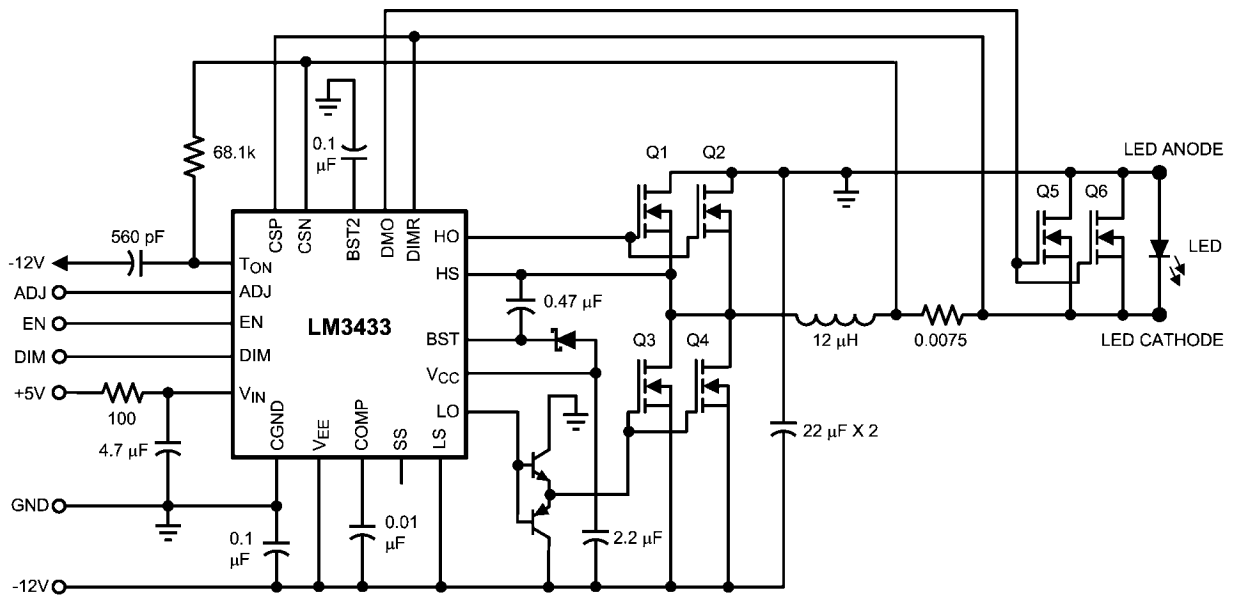 68.1k
0.1
µF
560 pF
-12V
ADJ
EN
DIM
+5V
100
4.7 µF
GND
0.1
µF
-12V
CSP
CSN
BST2
DMO
DIMR
TON
ADJ
EN
DIM
VIN
LM3433
HO
HS
BST
VCC
LO
CGND
VEE
COMP
SS
LS
0.01
µF
0.47 µF
2.2 µF
Q1
Q2
Q3
Q4
12 µH
0.0075
22 µF X 2
Q5
Q6
LED ANODE
LED
LED CATHODE